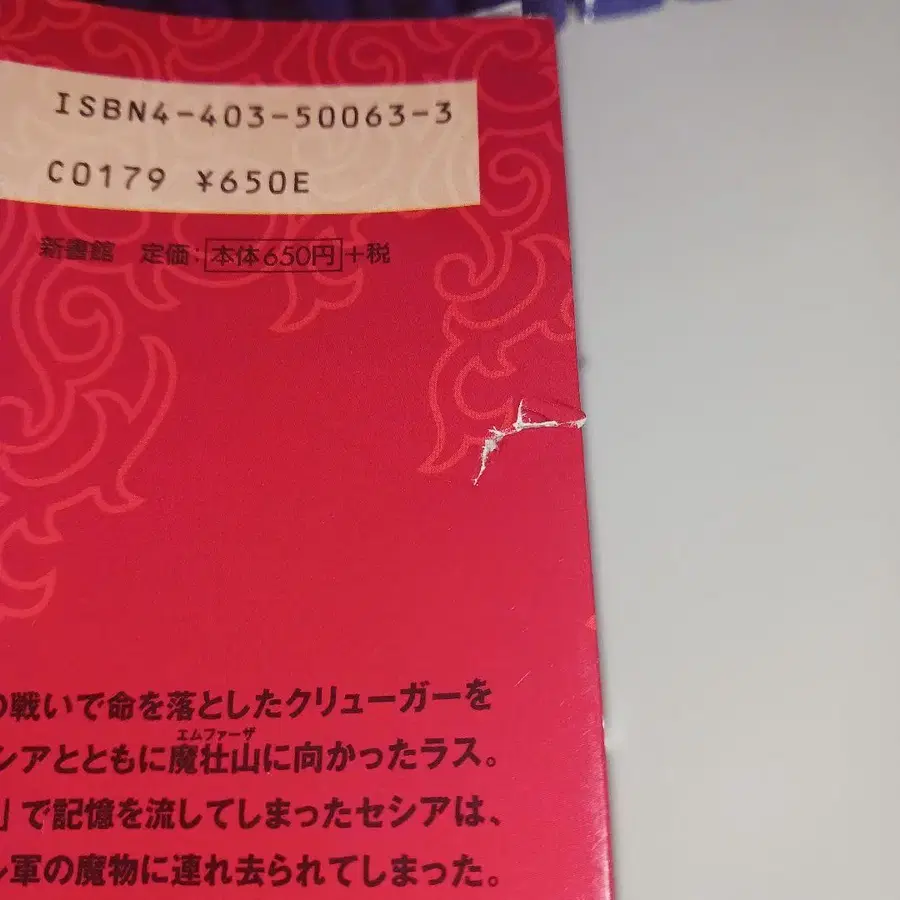 ISBN4-403-50063-3
C0179 ¥650E
新書館 定価:本体650円+税
の戦いで命を落としたクリューガーを
エムファーザ
シアとともに魔壮山に向かったラス。
」で記憶を流してしまったセシアは、
ル軍の魔物に連れ去られてしまった。